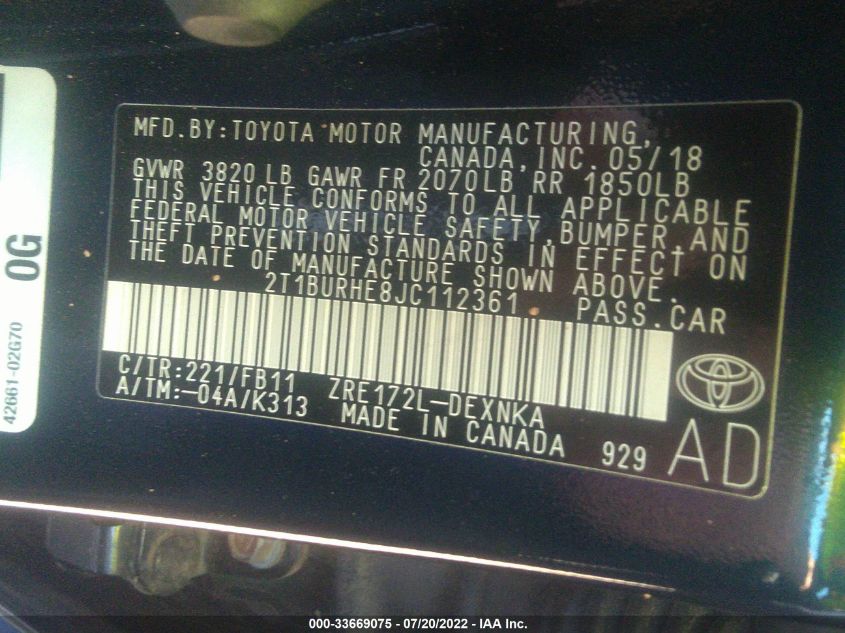 MFD.BY:TOYOTA MOTOR MANUFACTURING,
CANADA,INC. 05/18
GVWR 3820 LB GAWR FR 2070LB RR 1850LB
THIS VEHICLE CONFORMS TO ALL APPLICABLE
FEDERAL MOTOR VEHICLE SAFETY,BUMPER,AND
THEFT PREVENTION STANDARDS IN EFFECT ON
THE DATE OF MANUFACTURE SHOWN ABOVE.
2T1BURHE8JC112361 PASS.CAR
C/TR:221/FB11 ZRE172L-DEXNKA
A/TM:-04A/K313 MADE IN CANADA 929 AD
0G
42661-02G70
000-33669075 - 07/20/2022 - IAA Inc.